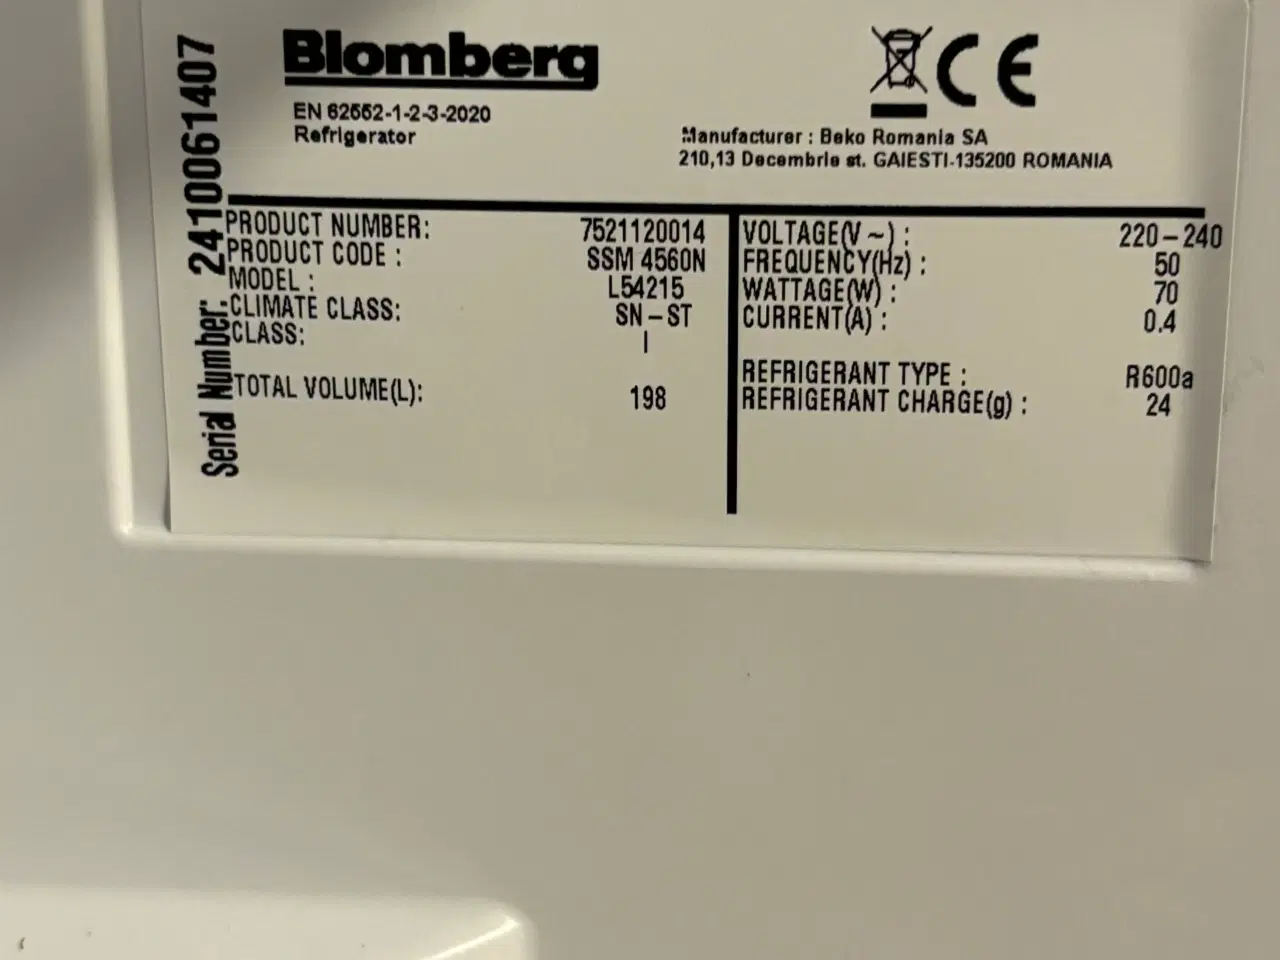 Blomberg
CE
EN 62552-1-2-3-2020
Refrigerator
Manufacturer : Beko Romania SA
210,13 Decembrie st. GAIESTI-135200 ROMANIA
Serial Number: 2410061407
PRODUCT NUMBER: 7521120014
PRODUCT CODE : SSM 4560N
MODEL : L54215
CLIMATE CLASS: SN-ST
CLASS: I
TOTAL VOLUME(L): 198
VOLTAGE(V ~) : 220-240
FREQUENCY(Hz) : 50
WATTAGE(W) : 70
CURRENT(A) : 0.4
REFRIGERANT TYPE : R600a
REFRIGERANT CHARGE(g) : 24